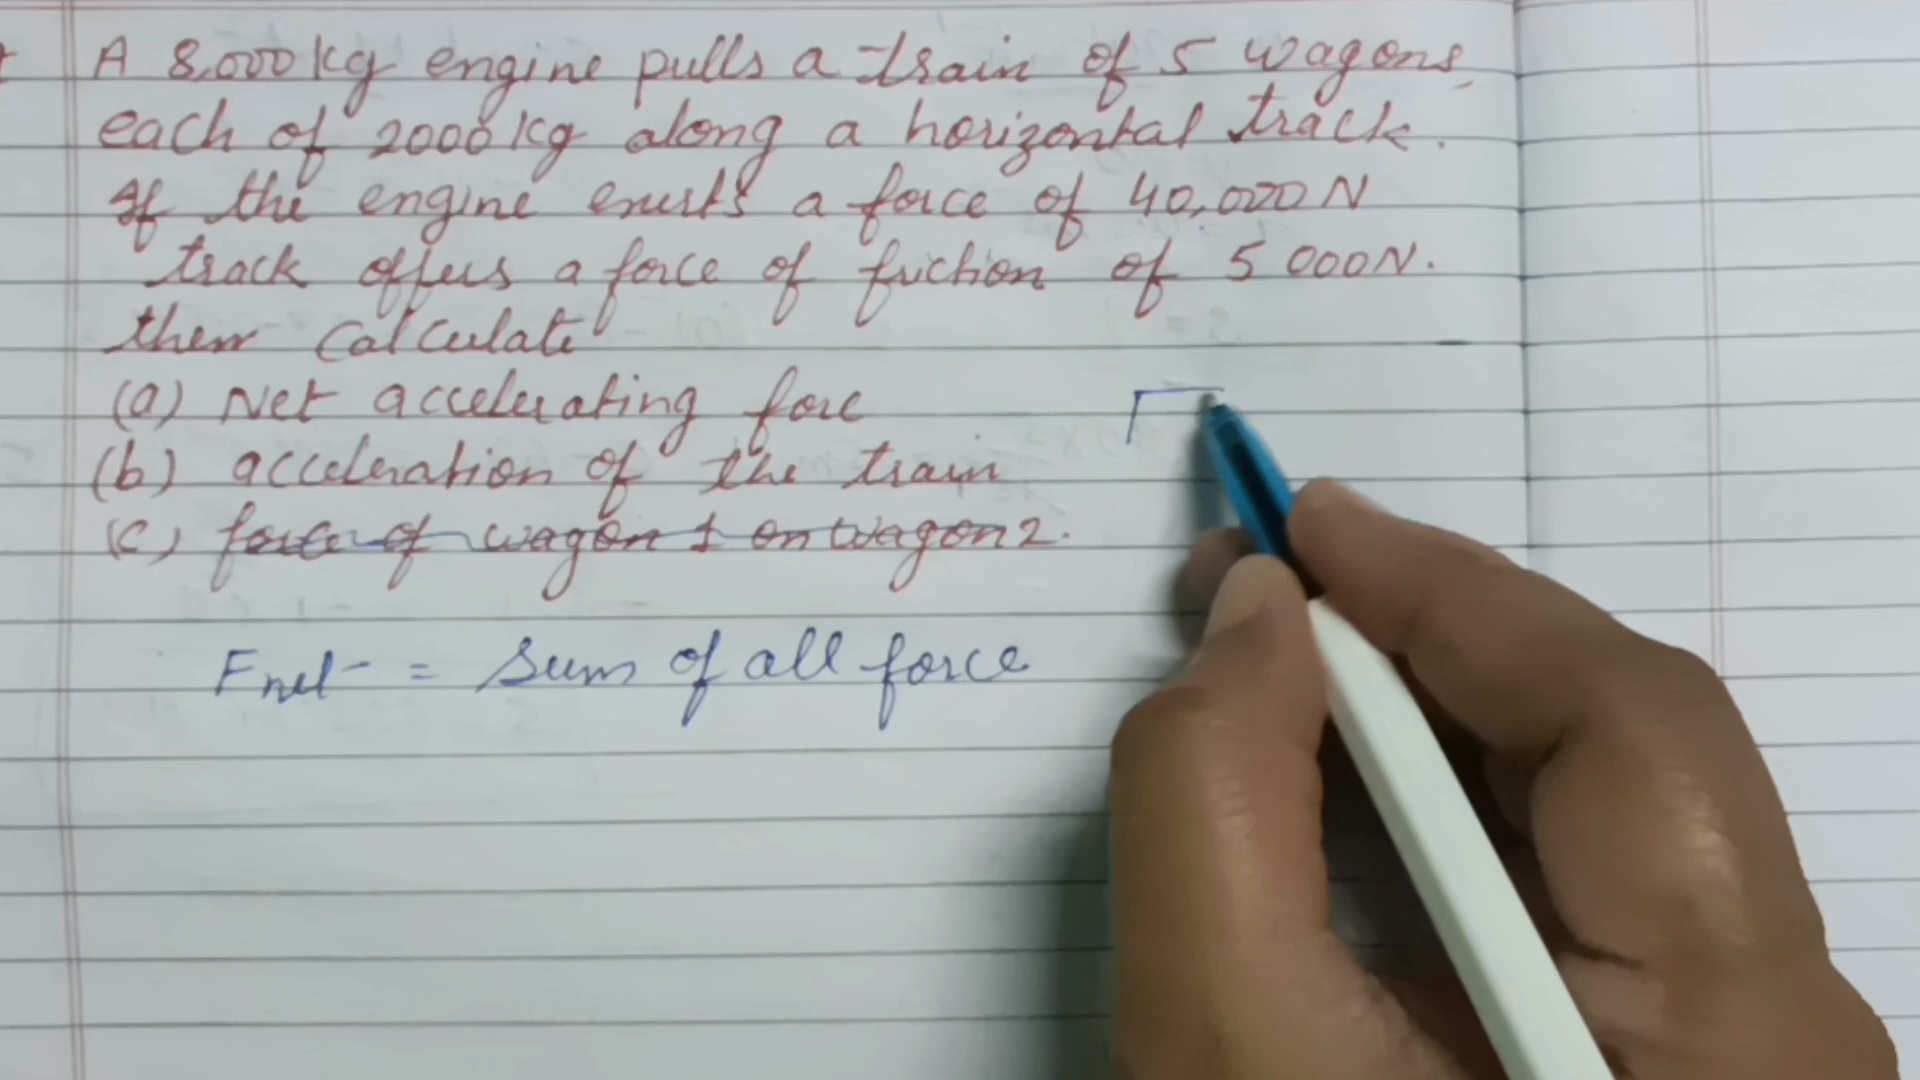 A 8,000 kg engine pulls a train of 5 wagons,
each of 2000 kg along a horizontal track.
If the engine exerts a force of 40,000 N
track offers a force of friction of 5000N.
then calculate
(a) Net accelerating forc
(b) acceleration of the train
(c) force of wagon 1 on wagon 2.
Fnet = Sum of all force